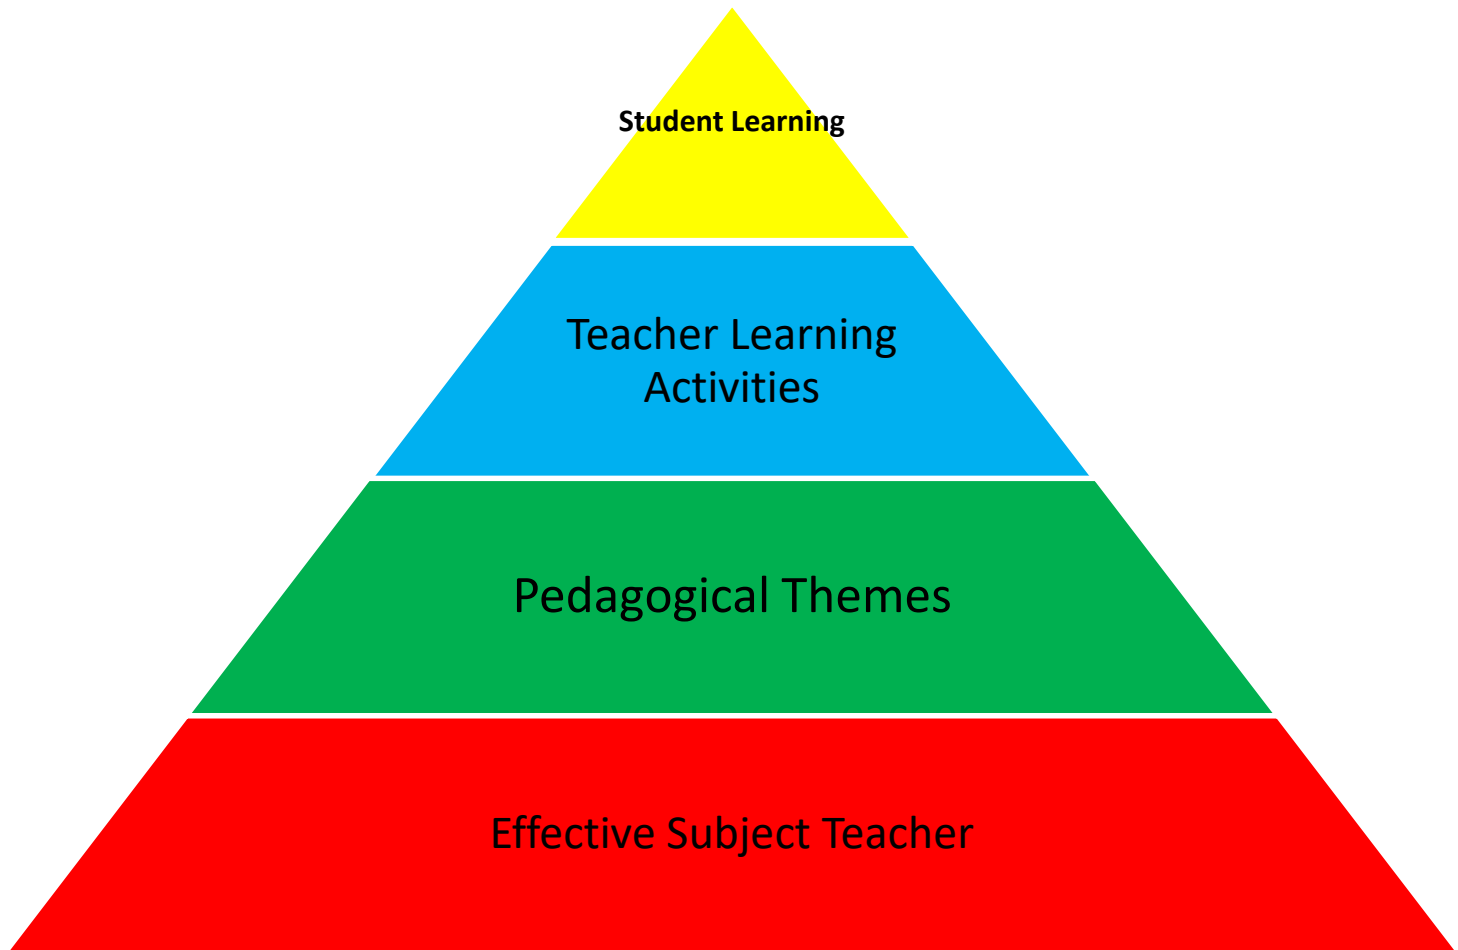 Student Learning
Teacher Learning
Activities
Pedagogical Themes
Effective Subject Teacher